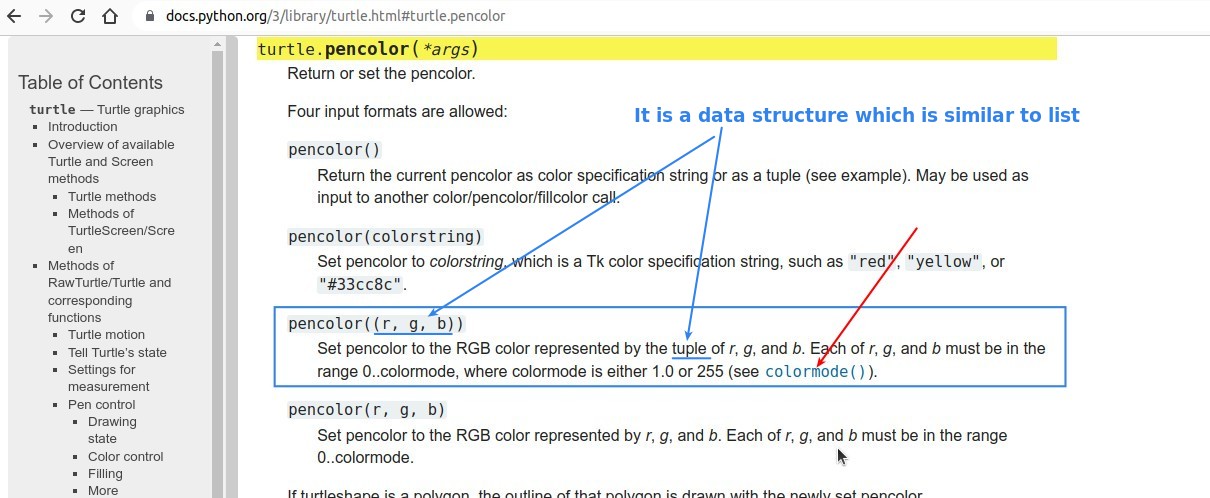 docs.python.org/3/library/turtle.html#turtle.pencolor
Table of Contents
turtle — Turtle graphics
Introduction
Overview of available
Turtle and Screen
methods
Turtle methods
Methods of
TurtleScreen/Scre
en
Methods of
RawTurtle/Turtle and
corresponding
functions
Turtle motion
Tell Turtle's state
Settings for
measurement
Pen control
Drawing
state
Color control
Filling
More
turtle.pencolor(*args)
Return or set the pencolor.
Four input formats are allowed:
It is a data structure which is similar to list
pencolor()
Return the current pencolor as color specification string or as a tuple (see example). May be used as
input to another color/pencolor/fillcolor call.
pencolor(colorstring)
Set pencolor to colorstring, which is a Tk color specification string, such as "red", "yellow", or
"#33cc8c".
pencolor((r, g, b))
Set pencolor to the RGB color represented by the tuple of r, g, and b. Each of r, g, and b must be in the
range 0..colormode, where colormode is either 1.0 or 255 (see colormode()).
pencolor(r, g, b)
Set pencolor to the RGB color represented by r, g, and b. Each of r, g, and b must be in the range
0..colormode.
If turtleshape is a polygon, the outline of that polygon is drawn with the newly set pencolor.